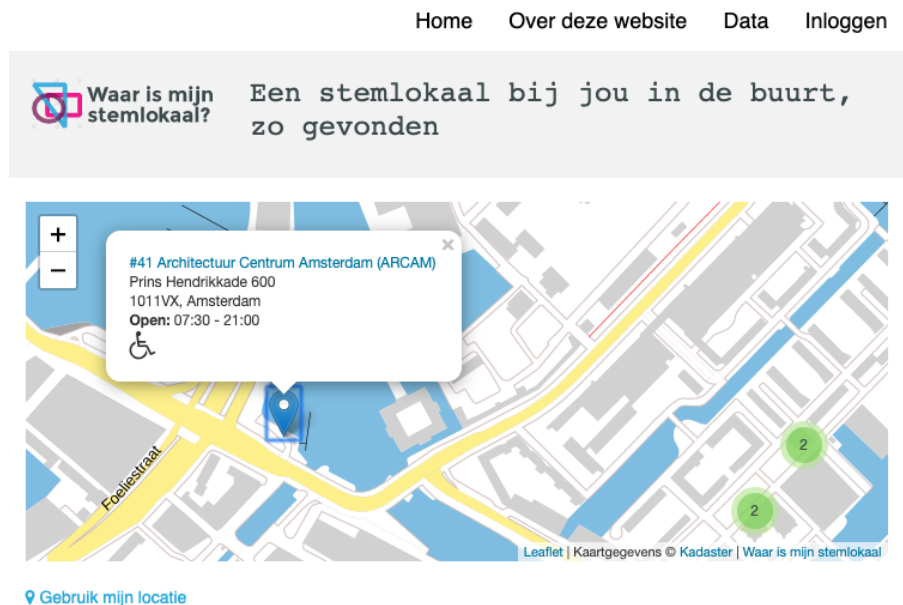 Home Over deze website Data Inloggen
Waar is mijn
stemlokaal?
Een stemlokaal bij jou in de buurt,
zo gevonden
+
−
×
#41 Architectuur Centrum Amsterdam (ARCAM)
Prins Hendrikkade 600
1011VX, Amsterdam
Open: 07:30 - 21:00
Foeliestraat
2
2
Leaflet | Kaartgegevens © Kadaster | Waar is mijn stemlokaal
Gebruik mijn locatie